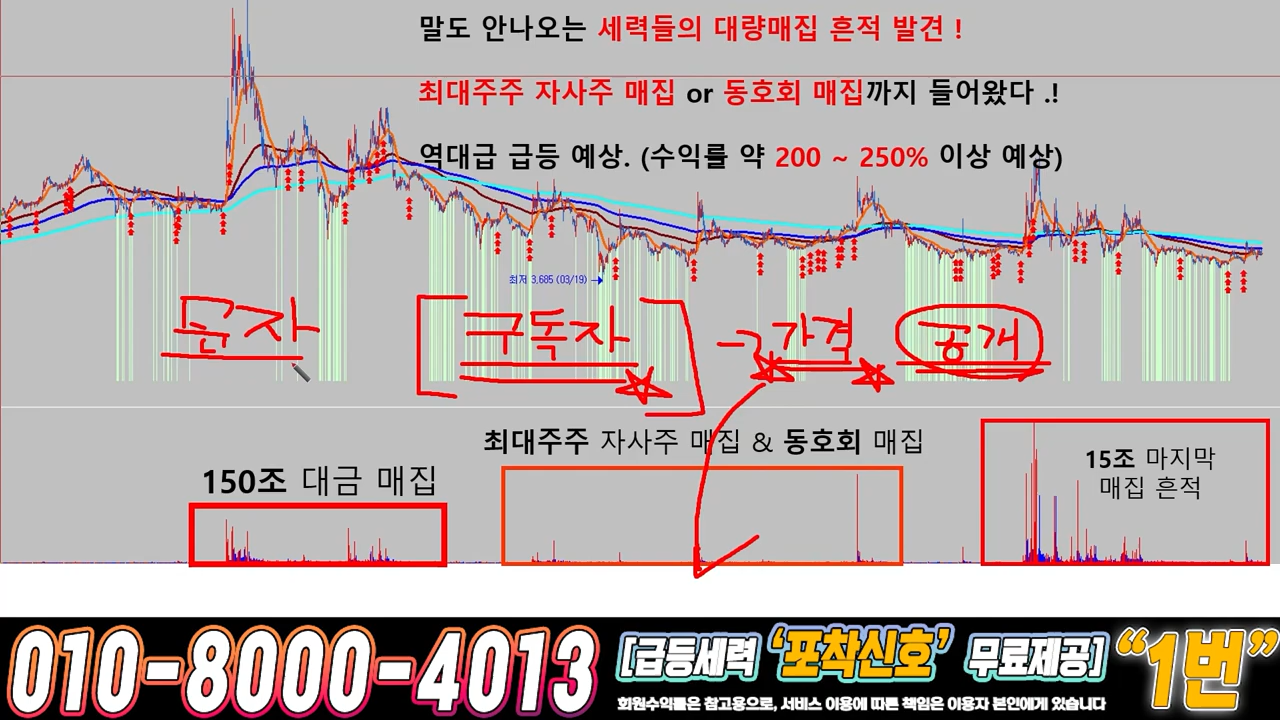 말도 안나오는 세력들의 대량매집 흔적 발견 !
최대주주 자사주 매집 or 동호회 매집까지 들어왔다 .!
역대급 급등 예상. (수익률 약 200 ~ 250% 이상 예상)
최저 3,685 (03/19)
문자
구독자
가격 공개
최대주주 자사주 매집 & 동호회 매집
150조 대금 매집
15조 마지막
매집 흔적
010-8000-4013
[급등세력 '포착신호' 무료제공] "1번"
회원수익률은 참고용으로, 서비스 이용에 따른 책임은 이용자 본인에게 있습니다